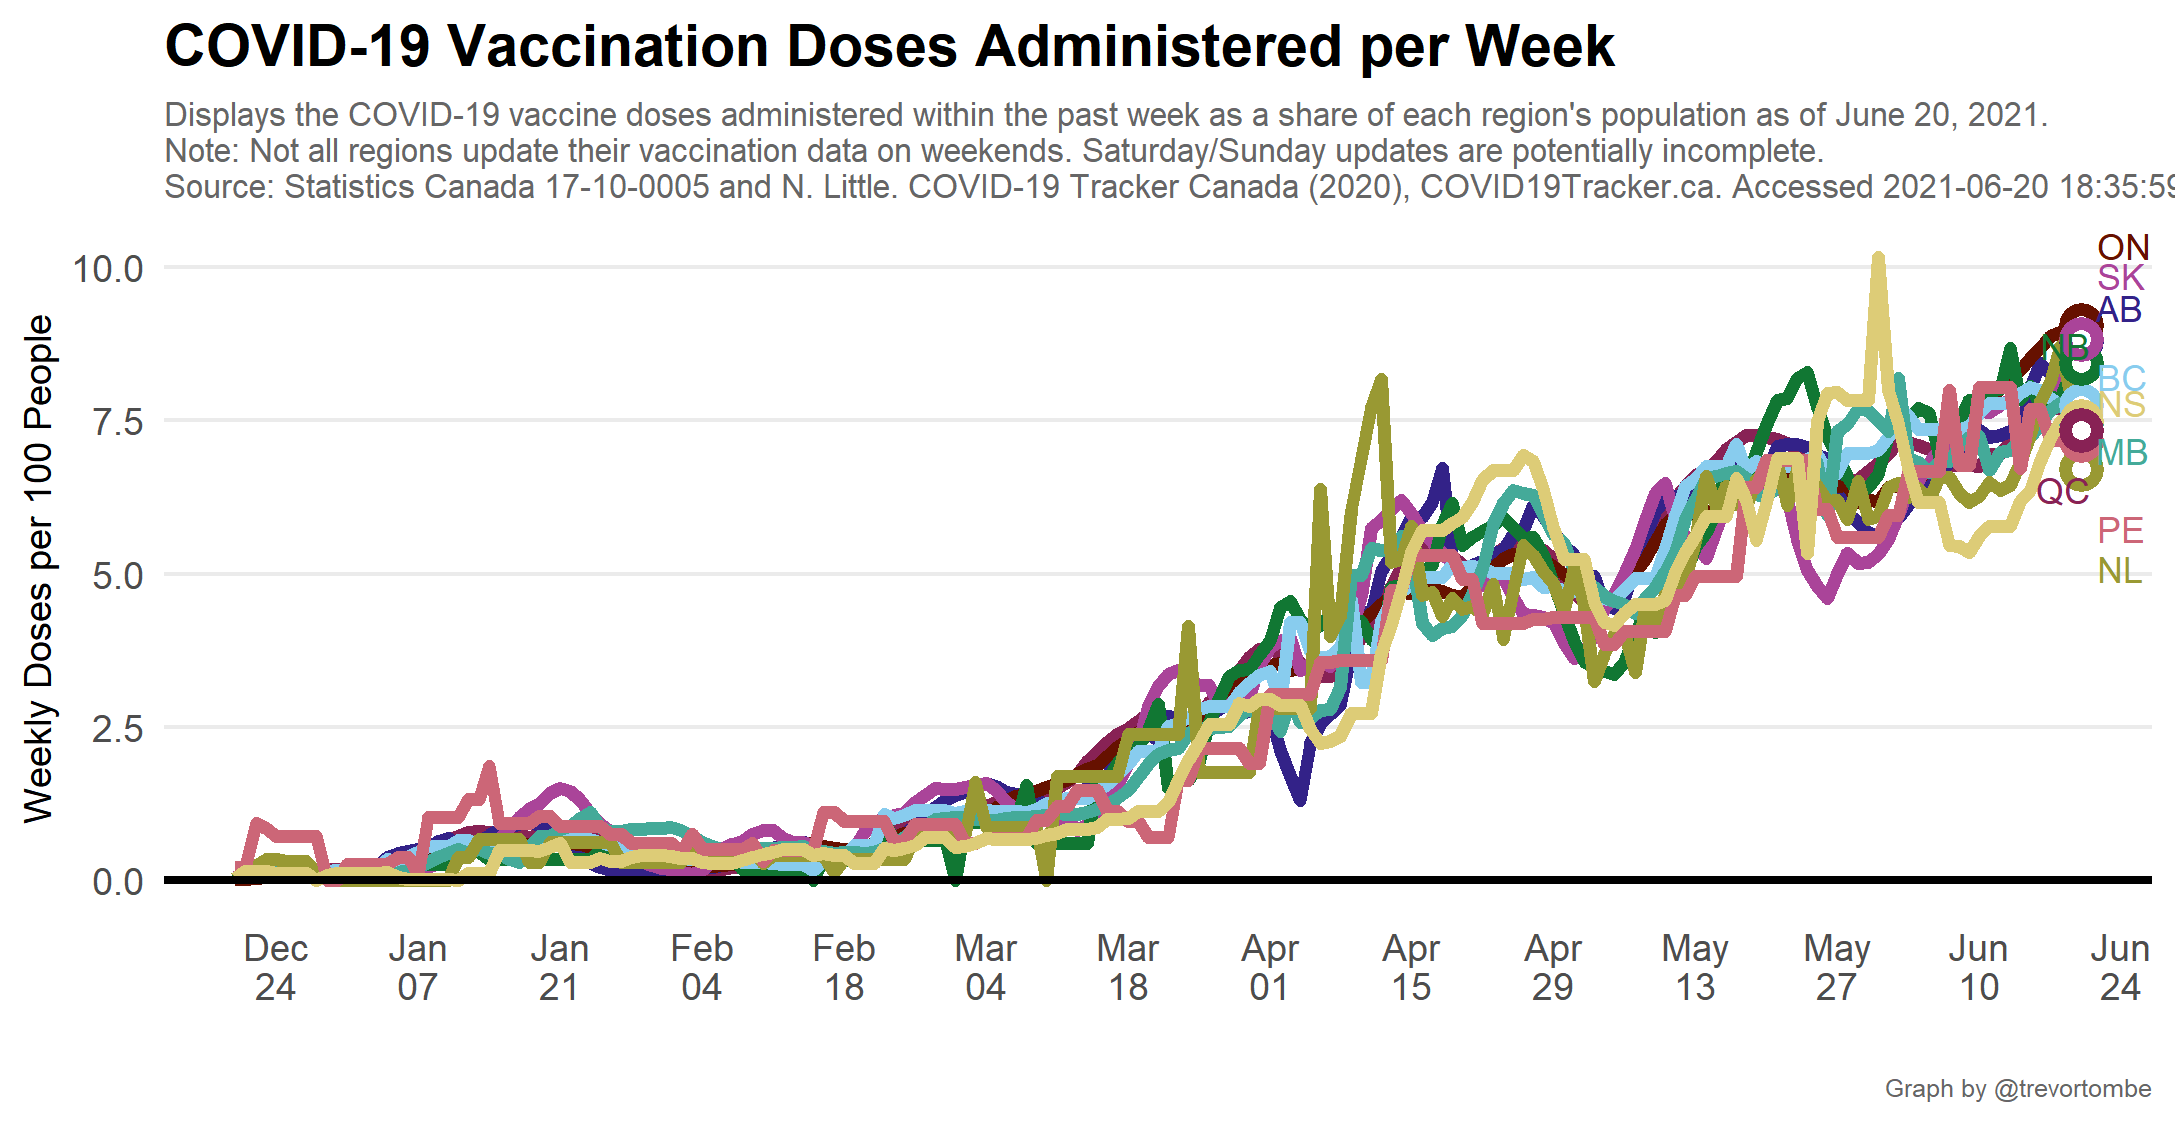 COVID-19 Vaccination Doses Administered per Week
Displays the COVID-19 vaccine doses administered within the past week as a share of each region's population as of June 20, 2021.
Note: Not all regions update their vaccination data on weekends. Saturday/Sunday updates are potentially incomplete.
Source: Statistics Canada 17-10-0005 and N. Little. COVID-19 Tracker Canada (2020), COVID19Tracker.ca. Accessed 2021-06-20 18:35:59
Weekly Doses per 100 People
10.0
7.5
5.0
2.5
0.0
ON
SK
AB
NB
BC
NS
MB
QC
PE
NL
Dec 24
Jan 07
Jan 21
Feb 04
Feb 18
Mar 04
Mar 18
Apr 01
Apr 15
Apr 29
May 13
May 27
Jun 10
Jun 24
Graph by @trevortombe